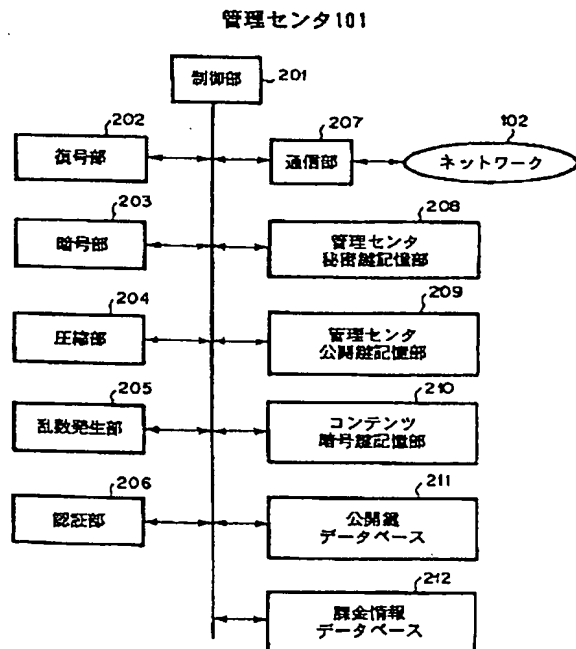 管理センタ101
制御部
201
202
復号部
207
通信部
102
ネットワーク
203
暗号部
208
管理センタ
秘密鍵記憶部
204
圧縮部
209
管理センタ
公開鍵記憶部
205
乱数発生部
210
コンテンツ
暗号鍵記憶部
206
認証部
211
公開鍵
データベース
212
課金情報
データベース